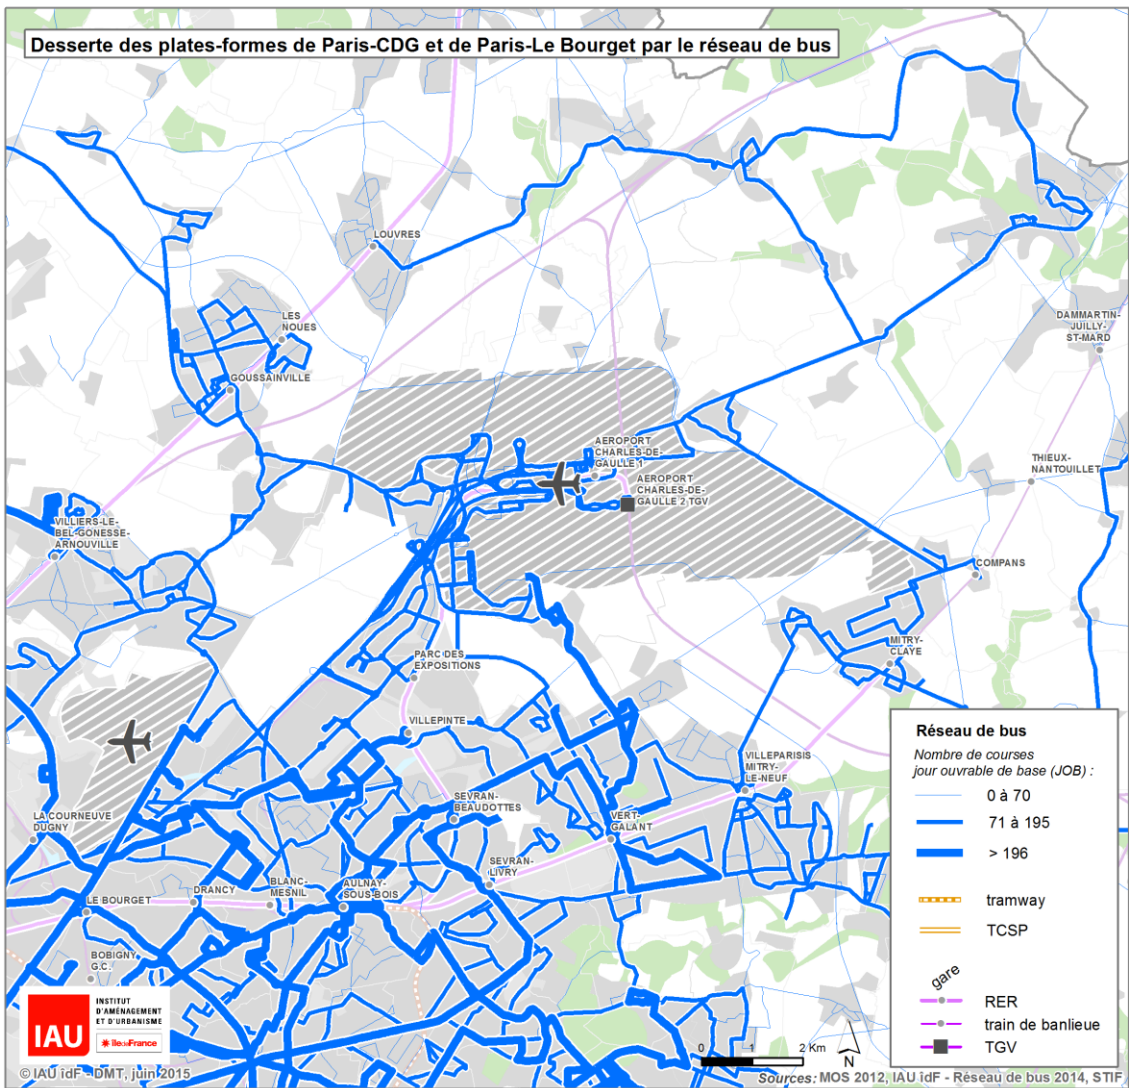 Desserte des plates-formes de Paris-CDG et de Paris-Le Bourget par le réseau de bus
LOUVRES
LES
NOUES
DAMMARTIN-
JUILLY-
ST-MARD
GOUSSAINVILLE
AEROPORT
CHARLES-DE-
GAULLE 1
THIEUX-
NANTOUILLET
AEROPORT
CHARLES-DE-
GAULLE 2 TGV
VILLIERS-LE-
BEL-GONESSE-
ARNOUVILLE
COMPANS
MITRY-
CLAYE
PARC DES
EXPOSITIONS
VILLEPINTE
VILLEPARISIS
MITRY-
LE-NEUF
SEVRAN-
BEAUDOTTES
LA COURNEUVE
DUGNY
VERT-
GALANT
SEVRAN-
LIVRY
BLANC-
MESNIL
AULNAY-
SOUS-BOIS
DRANCY
LE BOURGET
BOBIGNY
G.C.
Réseau de bus
Nombre de courses
jour ouvrable de base (JOB) :
0 à 70
71 à 195
> 196
tramway
TCSP
gare
RER
train de banlieue
TGV
IAU
INSTITUT
D'AMÉNAGEMENT
ET D'URBANISME
îledeFrance
0 1 2 Km
N
© IAU îdF - DMT, juin 2015
Sources: MOS 2012, IAU îdF - Réseau de bus 2014, STIF